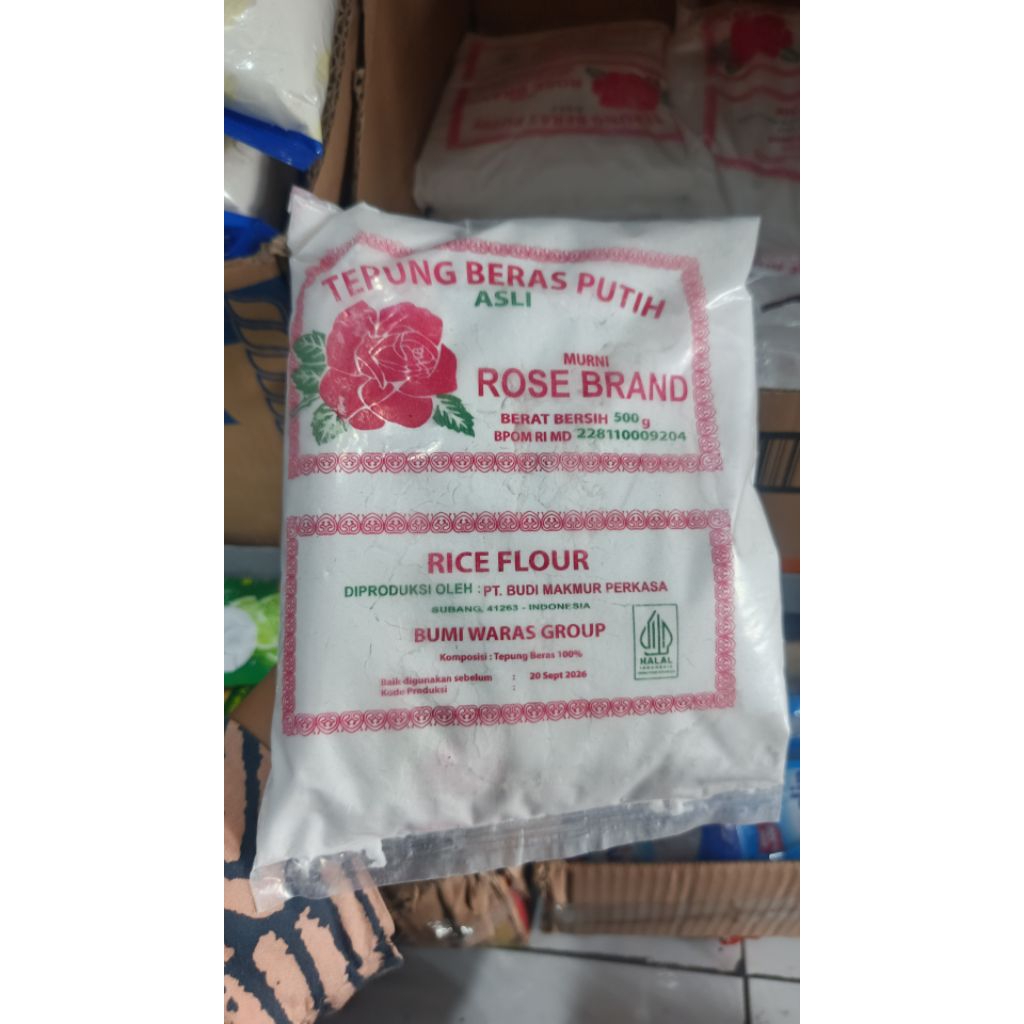 TEPUNG BERAS PUTIH
ASLI
MURNI
ROSE BRAND
BERAT BERSIH 500 g
BPOM RI MD 228110009204
RICE FLOUR
DIPRODUKSI OLEH : PT. BUDI MAKMUR PERKASA
SUBANG, 41263 - INDONESIA
BUMI WARAS GROUP
Komposisi : Tepung Beras 100%
HALAL
INDONESIA
Baik digunakan sebelum : 20 Sept 2026
Kode Produksi :